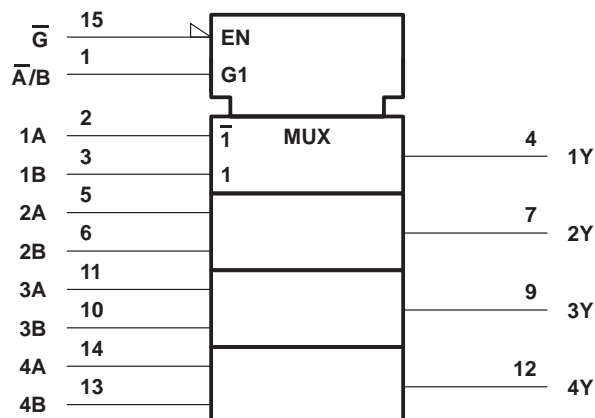 G̅ 15 EN
A̅/B 1 G1
MUX
1A 2 1̅
1B 3 1
4 1Y
2A 5
2B 6
7 2Y
3A 11
3B 10
9 3Y
4A 14
4B 13
12 4Y